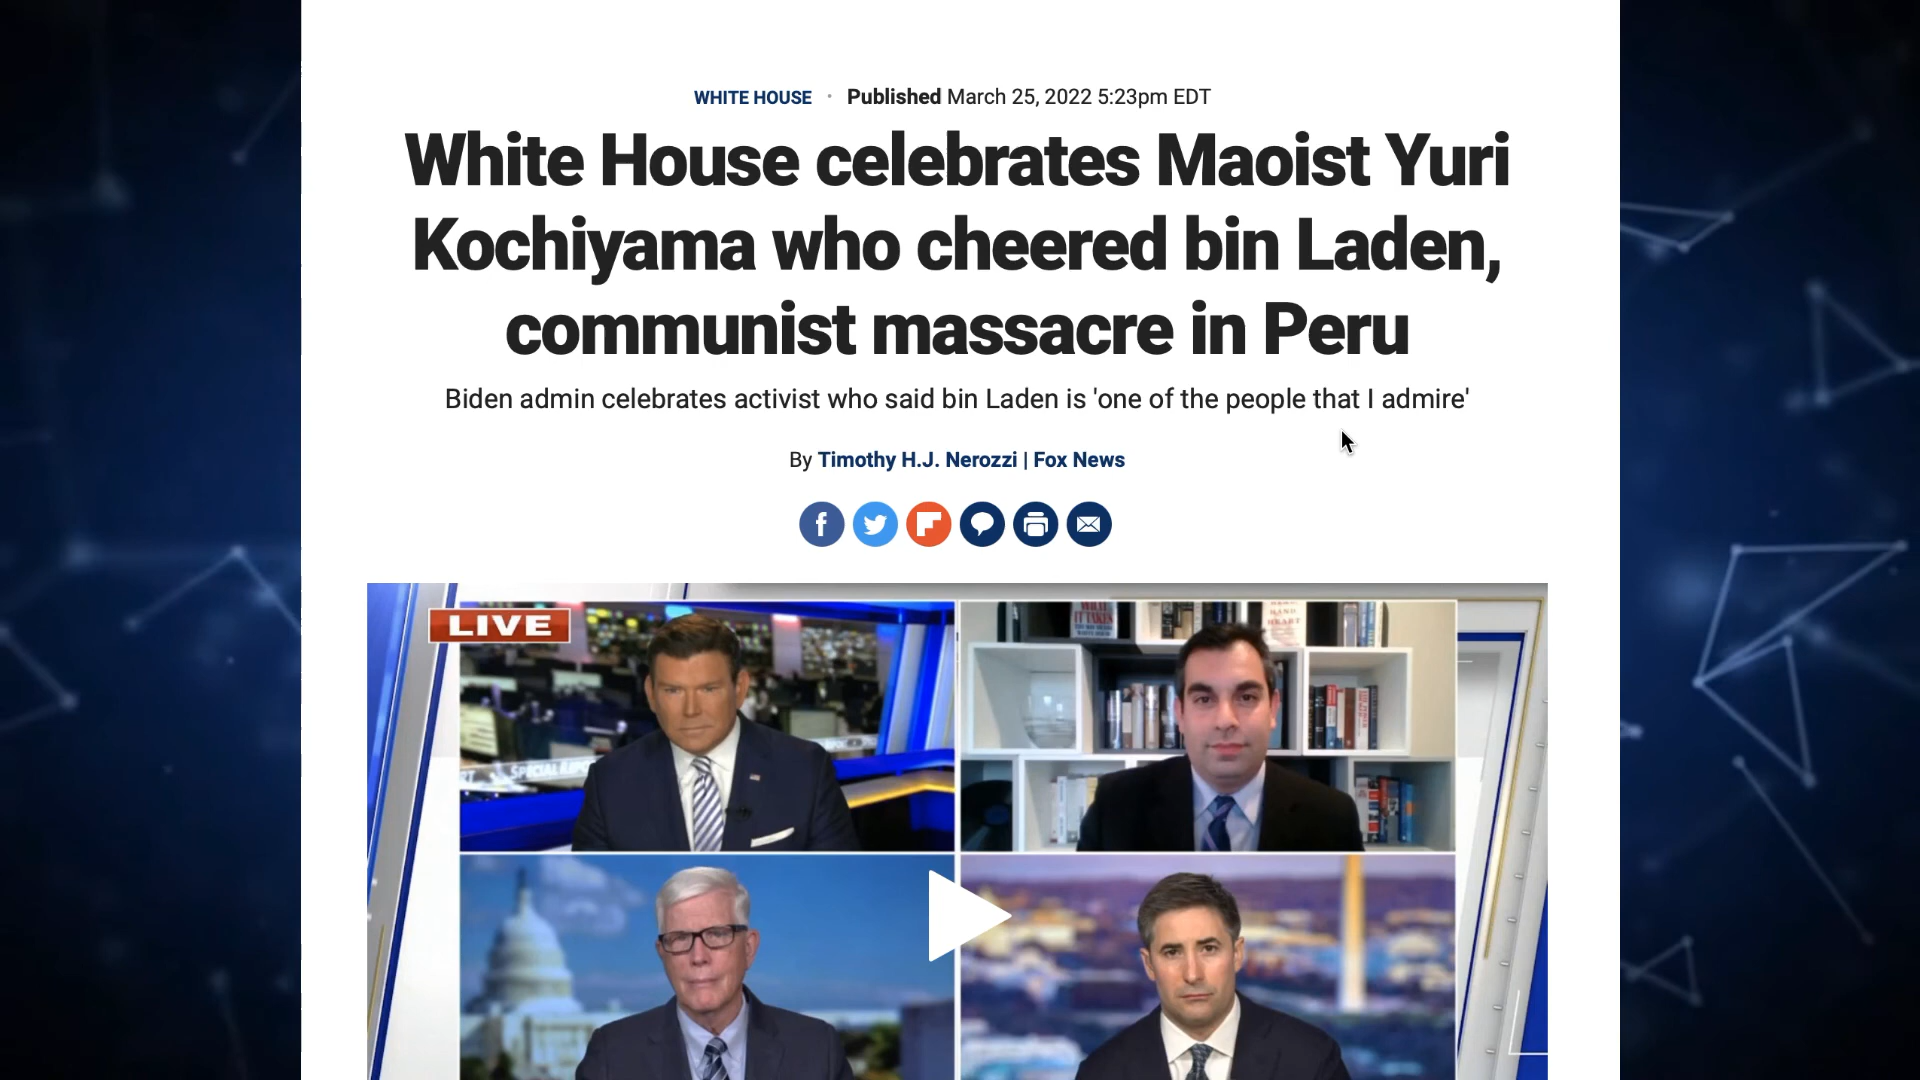 WHITE HOUSE · Published March 25, 2022 5:23pm EDT
White House celebrates Maoist Yuri
Kochiyama who cheered bin Laden,
communist massacre in Peru
Biden admin celebrates activist who said bin Laden is 'one of the people that I admire'
By Timothy H.J. Nerozzi | Fox News
LIVE
SPECIAL REPORT